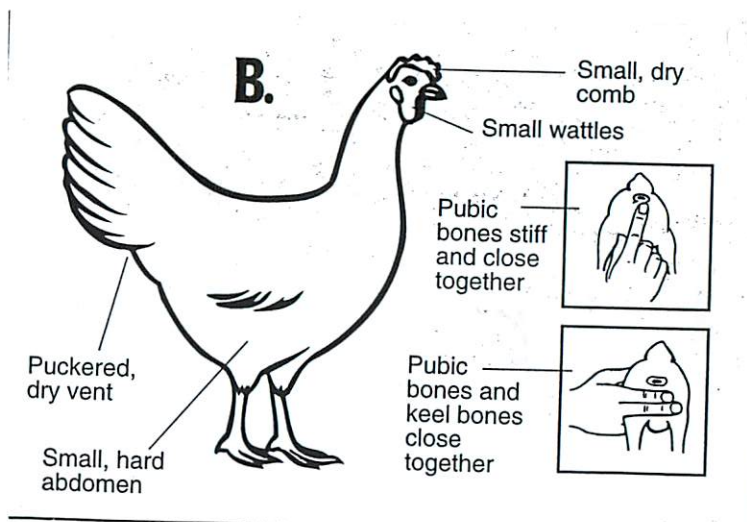 B.
Small, dry
comb
Small wattles
Pubic
bones stiff
and close
together
Puckered,
dry vent
Pubic
bones and
keel bones
close
together
Small, hard
abdomen